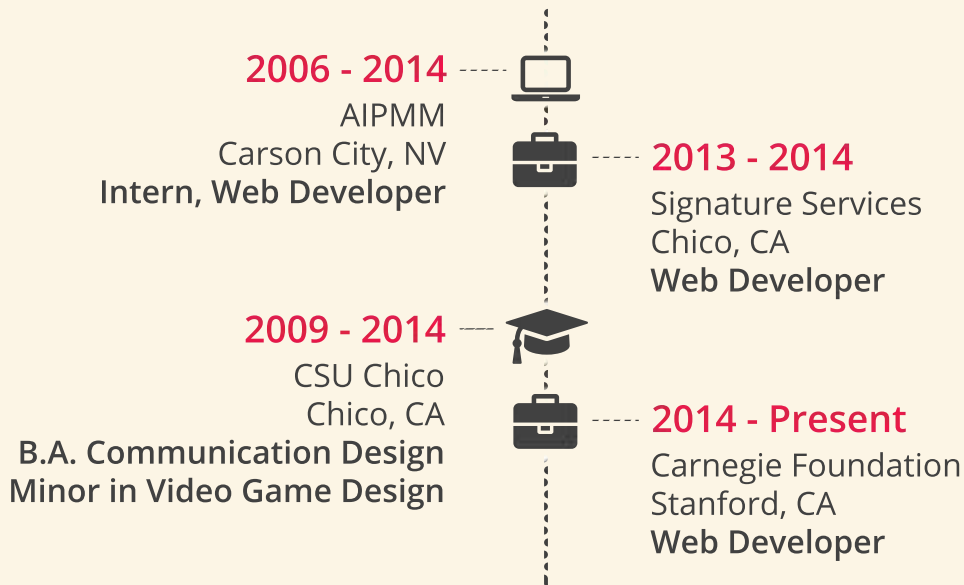 2006 - 2014
AIPMM
Carson City, NV
Intern, Web Developer
2013 - 2014
Signature Services
Chico, CA
Web Developer
2009 - 2014
CSU Chico
Chico, CA
B.A. Communication Design
Minor in Video Game Design
2014 - Present
Carnegie Foundation
Stanford, CA
Web Developer